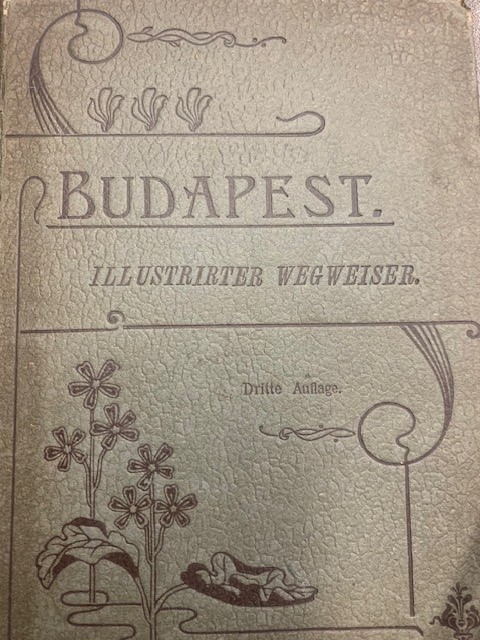 BUDAPEST.
ILLUSTRIRTER WEGWEISER.
Dritte Auflage.